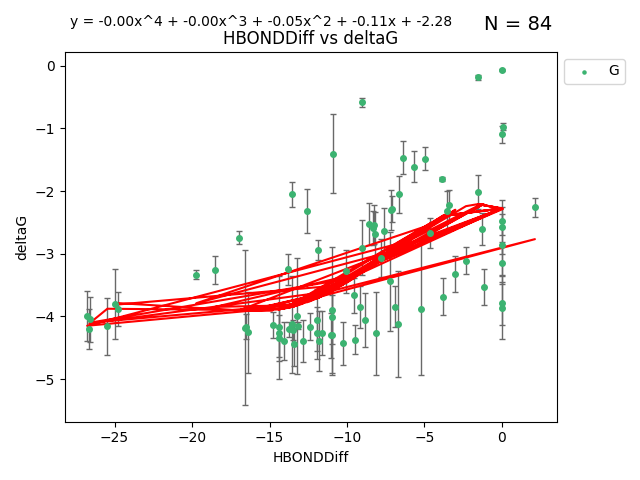 y = -0.00x^4 + -0.00x^3 + -0.05x^2 + -0.11x + -2.28
N = 84
HBONDDiff vs deltaG
G
deltaG
0
−1
−2
−3
−4
−5
−25
−20
−15
−10
−5
0
HBONDDiff